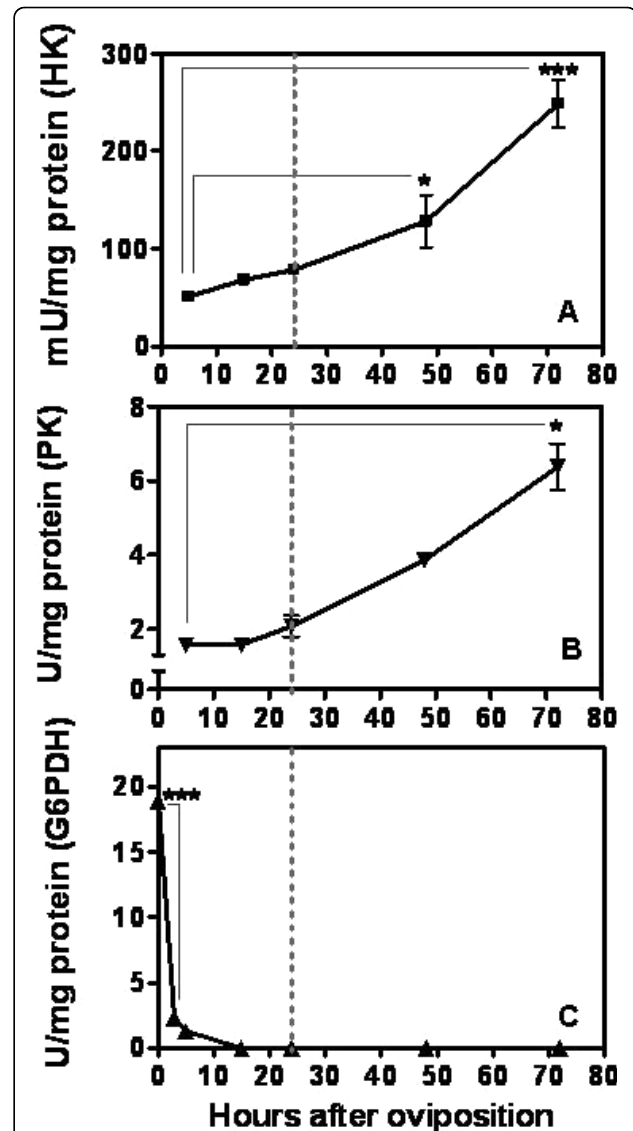 mU/mg protein (HK)
300
200
100
0
***
*
A
0 10 20 30 40 50 60 70 80
U/mg protein (PK)
8
6
4
2
0
*
B
0 10 20 30 40 50 60 70 80
U/mg protein (G6PDH)
20
15
10
5
0
***
C
0 10 20 30 40 50 60 70 80
Hours after oviposition